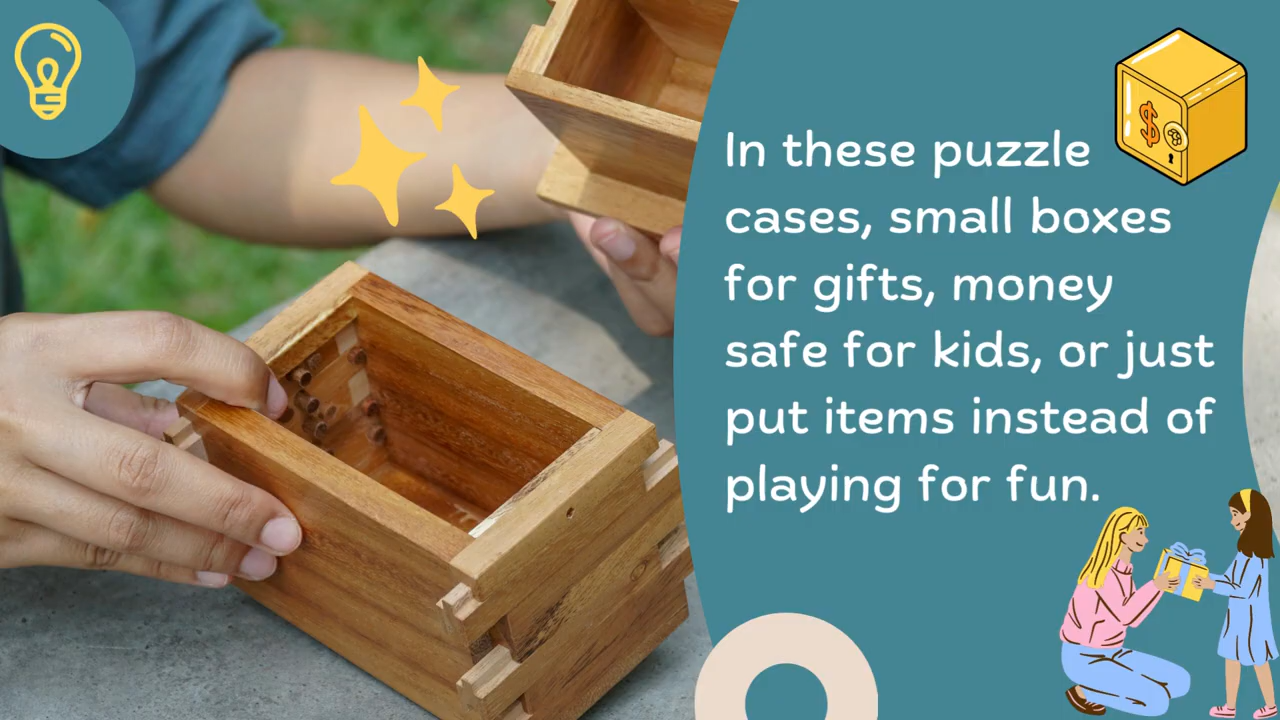 In these puzzle
cases, small boxes
for gifts, money
safe for kids, or just
put items instead of
playing for fun.
$